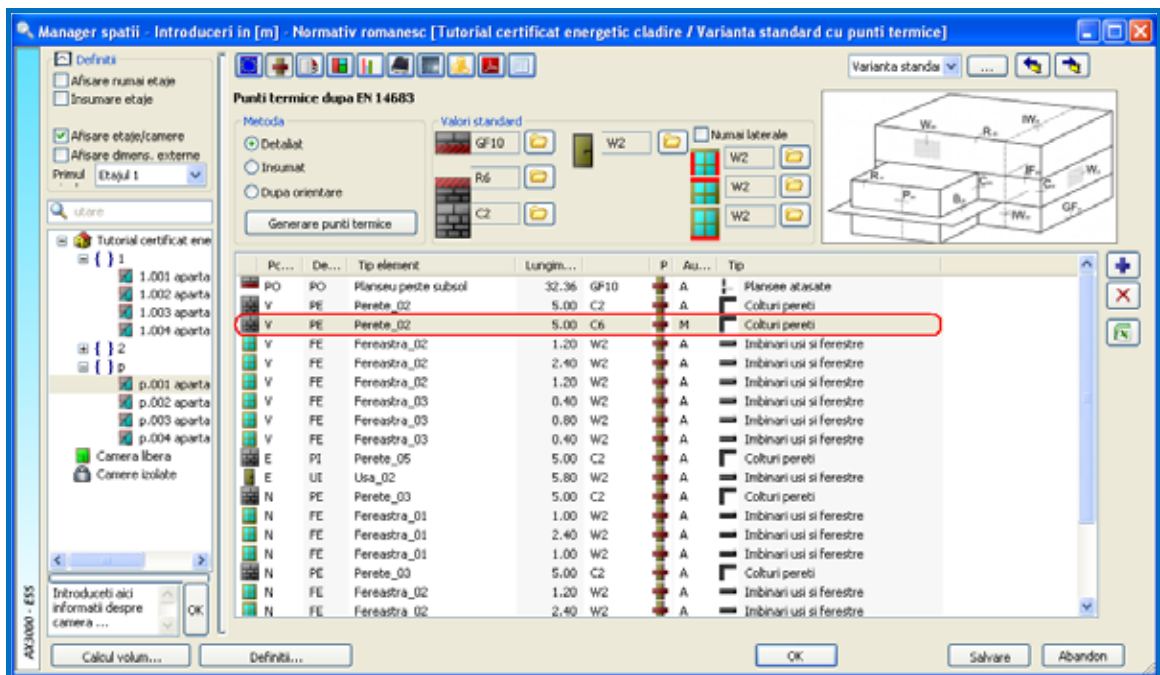 Manager spatii - Introduceri in [m] - Normativ romanesc [Tutorial certificat energetic cladire / Varianta standard cu punti termice]
Definitii
Afisare numai etaje
Insumare etaje
Afisare etaje/camere
Afisare dimens. externe
Primul Etajul 1
utare
Tutorial certificat ene
{ } 1
1.001 aparta
1.002 aparta
1.003 aparta
1.004 aparta
{ } 2
{ } p
p.001 aparta
p.002 aparta
p.003 aparta
p.004 aparta
Camera libera
Camere izolate
Introduceti aici
informatii despre
camera ...
OK
AX3000 - ESS
Varianta standar ...
Punti termice dupa EN 14683
Metoda
Detaliat
Insumat
Dupa orientare
Generare punti termice
Valori standard
GF10
R6
C2
W2
Numai laterale
W2
W2
W2
W- R- IW-
R- C- IF- C- W-
P- B- IW- GF-
Pc... De... Tip element Lungim... P Au... Tip
PO PO Planseu peste subsol 32.36 GF10 A Plansee atasate
V PE Perete_02 5.00 C2 A Colturi pereti
V PE Perete_02 5.00 C6 M Colturi pereti
V FE Fereastra_02 1.20 W2 A Imbinari usi si ferestre
V FE Fereastra_02 2.40 W2 A Imbinari usi si ferestre
V FE Fereastra_02 1.20 W2 A Imbinari usi si ferestre
V FE Fereastra_03 0.40 W2 A Imbinari usi si ferestre
V FE Fereastra_03 0.80 W2 A Imbinari usi si ferestre
V FE Fereastra_03 0.40 W2 A Imbinari usi si ferestre
E PI Perete_05 5.00 C2 A Colturi pereti
E UI Usa_02 5.80 W2 A Imbinari usi si ferestre
N PE Perete_03 5.00 C2 A Colturi pereti
N FE Fereastra_01 1.00 W2 A Imbinari usi si ferestre
N FE Fereastra_01 2.40 W2 A Imbinari usi si ferestre
N FE Fereastra_01 1.00 W2 A Imbinari usi si ferestre
N PE Perete_03 5.00 C2 A Colturi pereti
N FE Fereastra_02 1.20 W2 A Imbinari usi si ferestre
N FE Fereastra_02 2.40 W2 A Imbinari usi si ferestre
Calcul volum... Definitii... OK Salvare Abandon